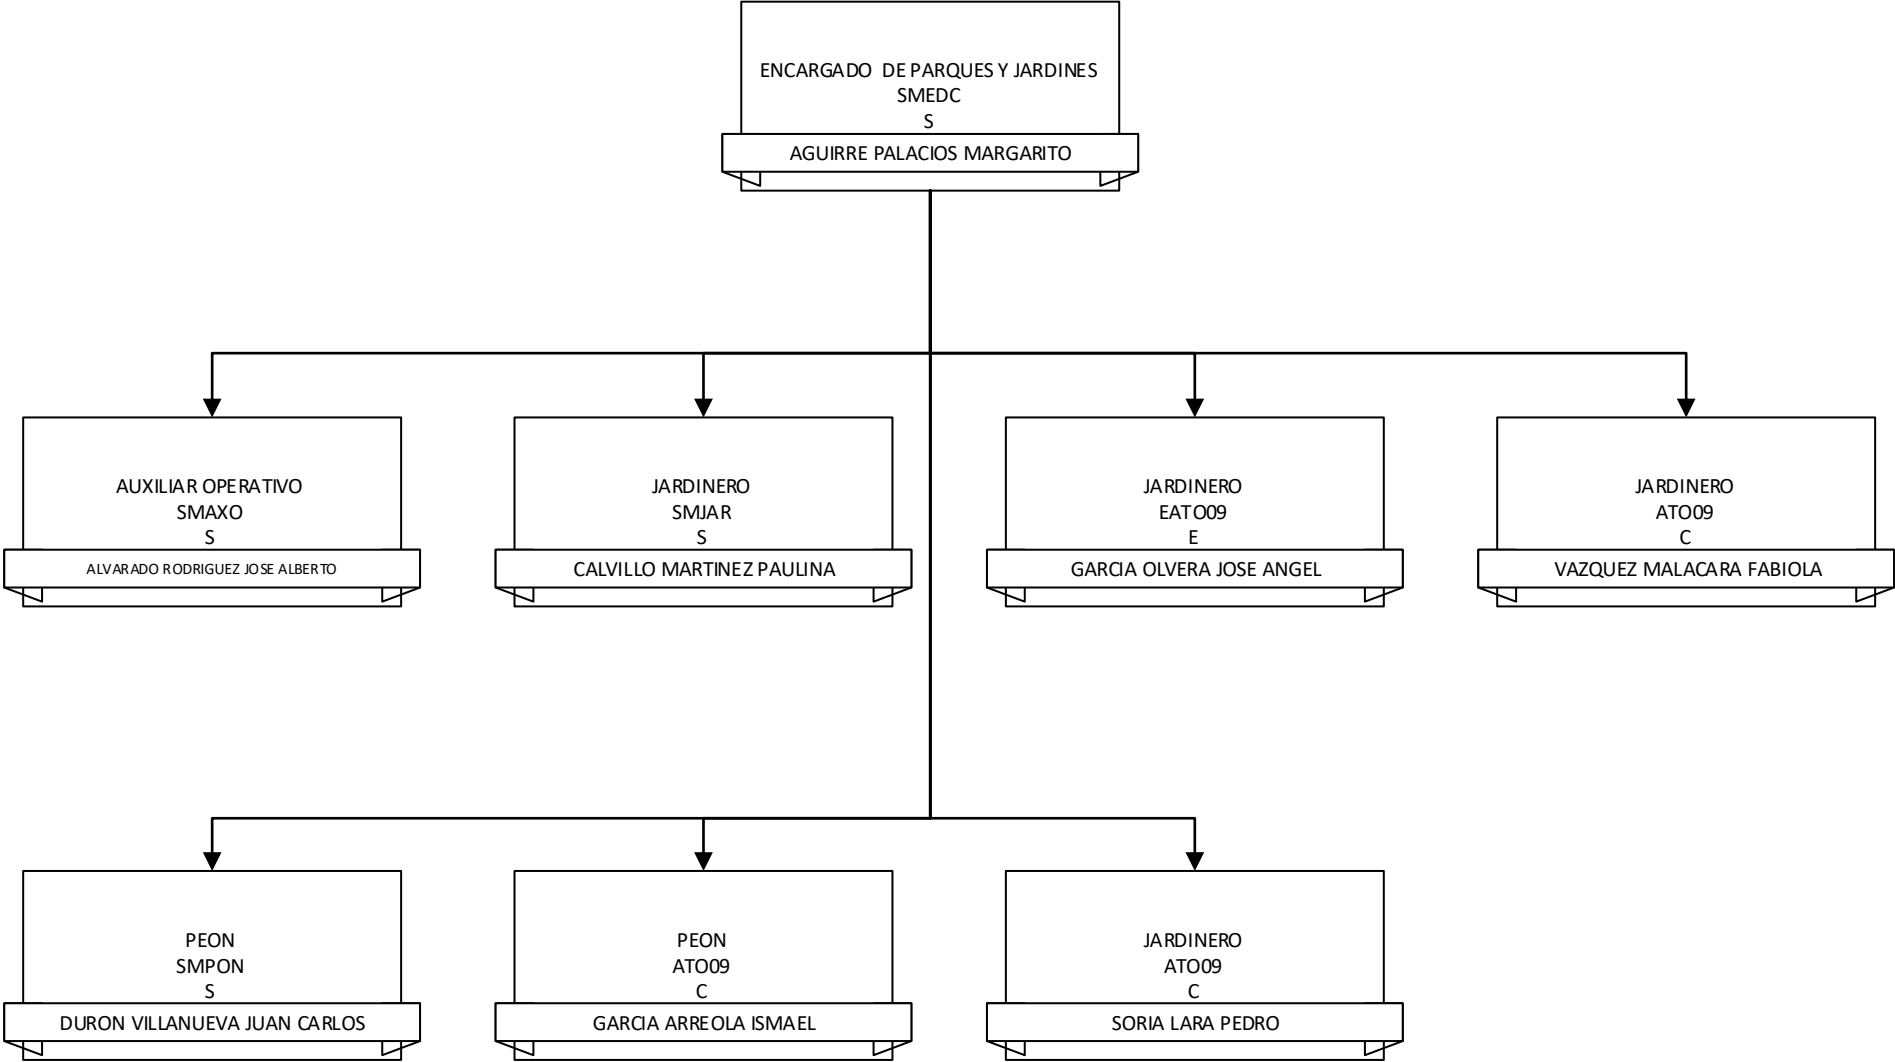 ENCARGADO  DE PARQUES Y JARDINES
SMEDC
S
AGUIRRE PALACIOS MARGARITO
AUXILIAR OPERATIVO
SMAXO
S
ALVARADO RODRIGUEZ JOSE ALBERTO
JARDINERO
SMJAR
S
CALVILLO MARTINEZ PAULINA
JARDINERO
EATO09
E
GARCIA OLVERA JOSE ANGEL
JARDINERO
ATO09
C
VAZQUEZ MALACARA FABIOLA
PEON
SMPON
S
DURON VILLANUEVA JUAN CARLOS
PEON
ATO09
C
GARCIA ARREOLA ISMAEL
JARDINERO
ATO09
C
SORIA LARA PEDRO